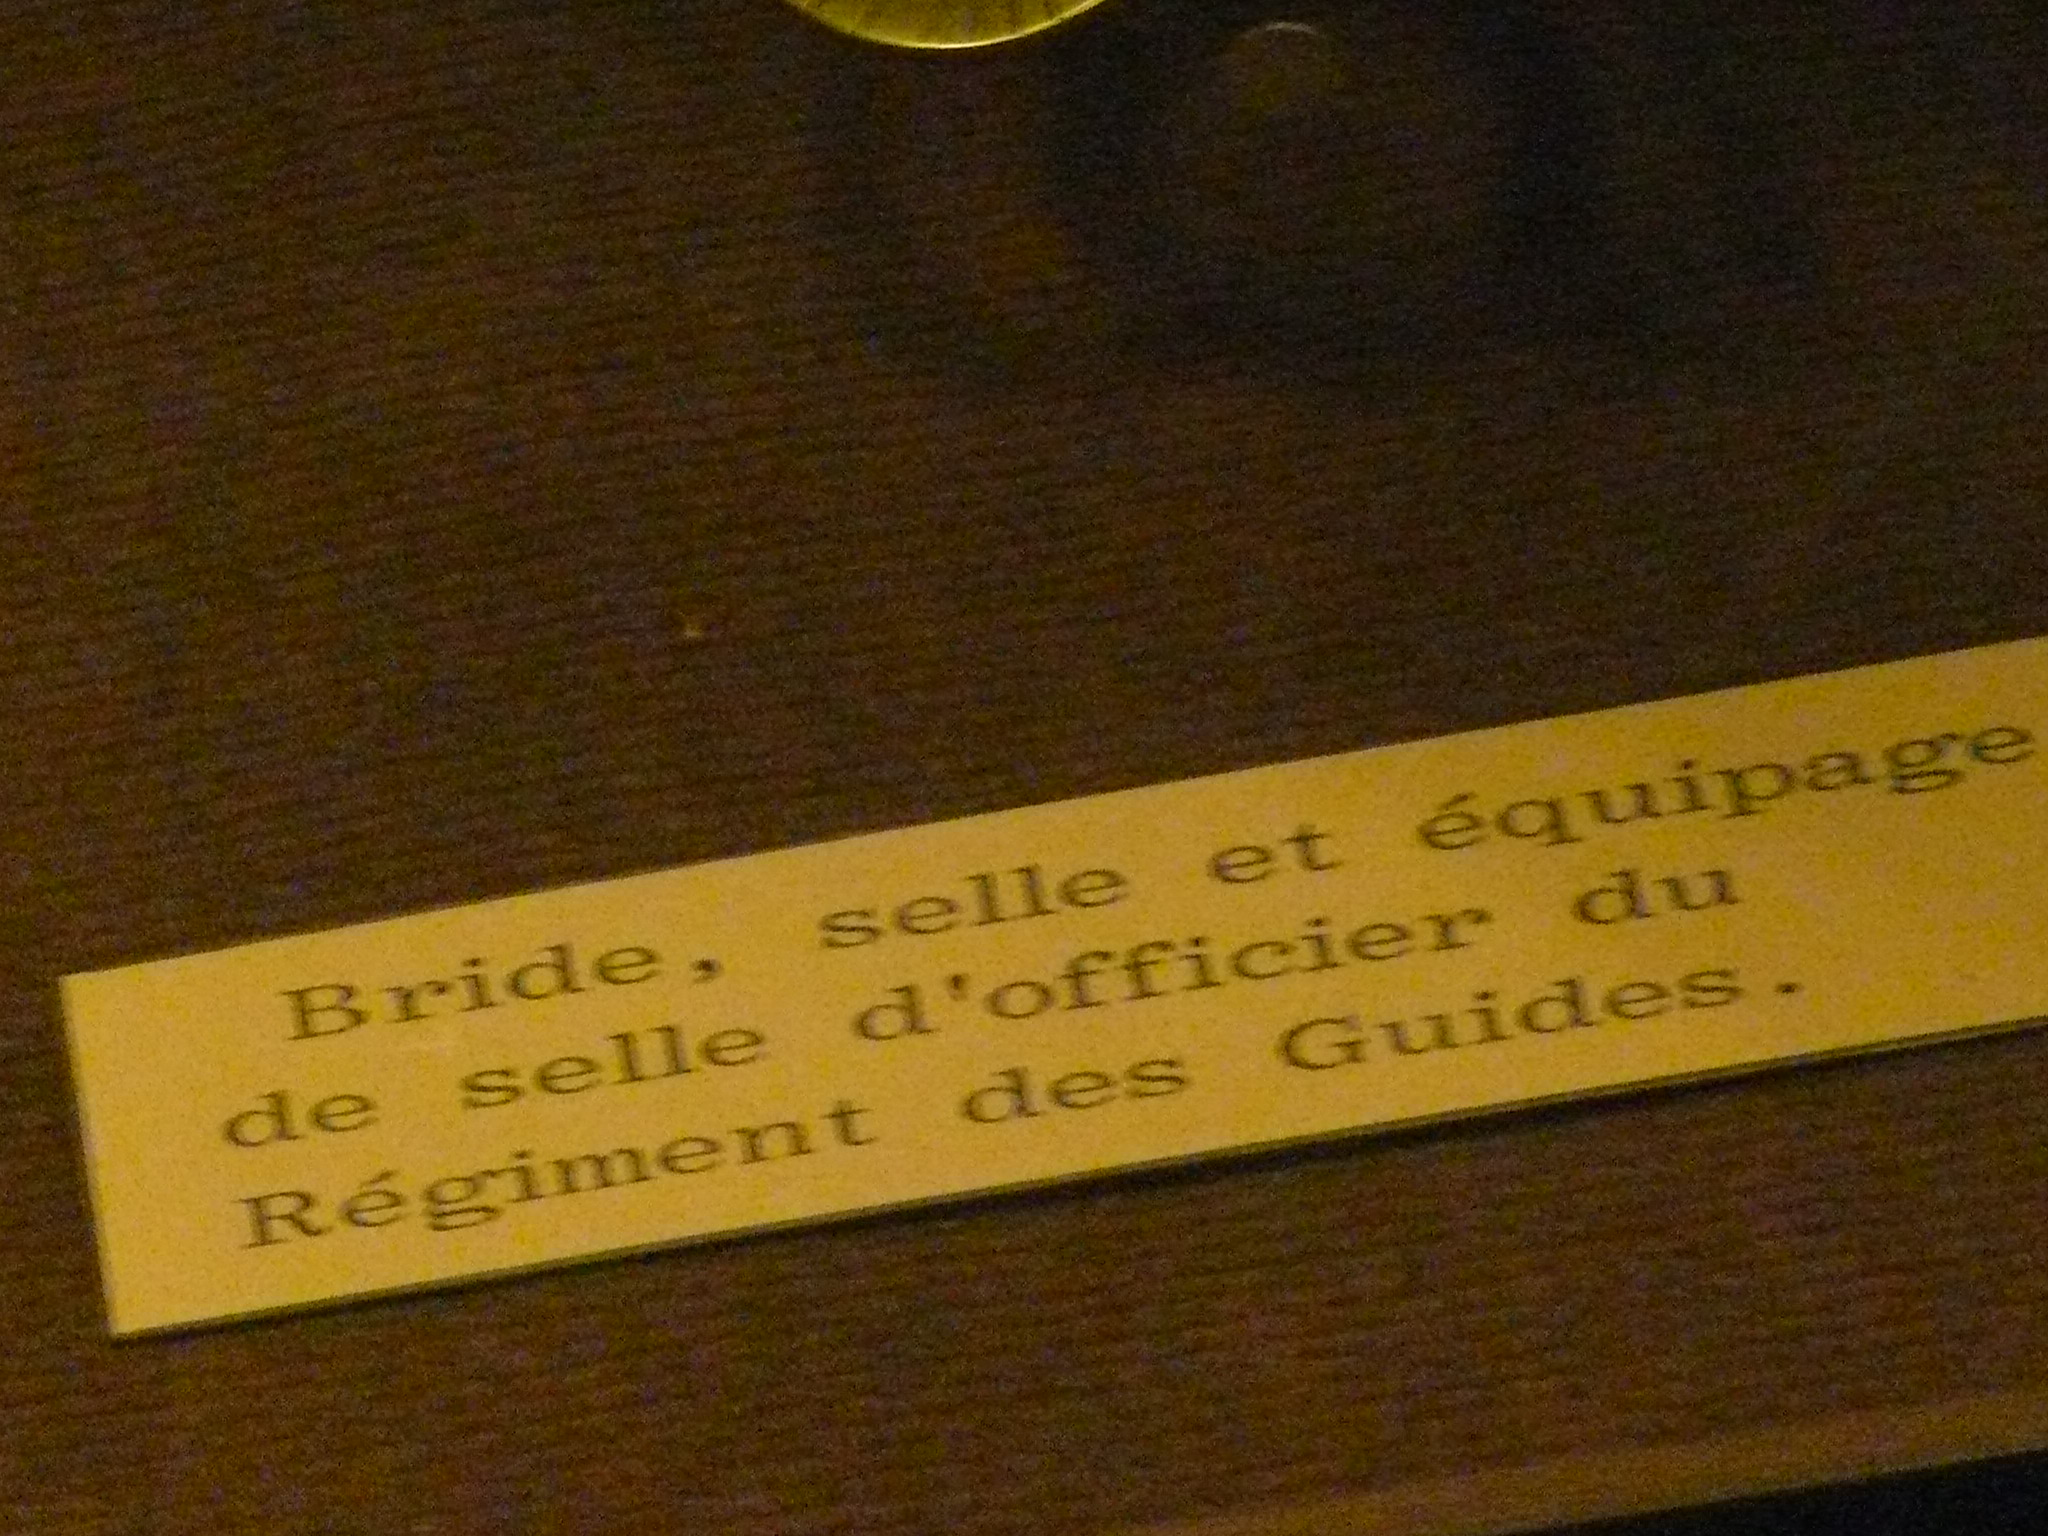 Bride, selle et équipage
de selle d'officier du
Régiment des Guides.